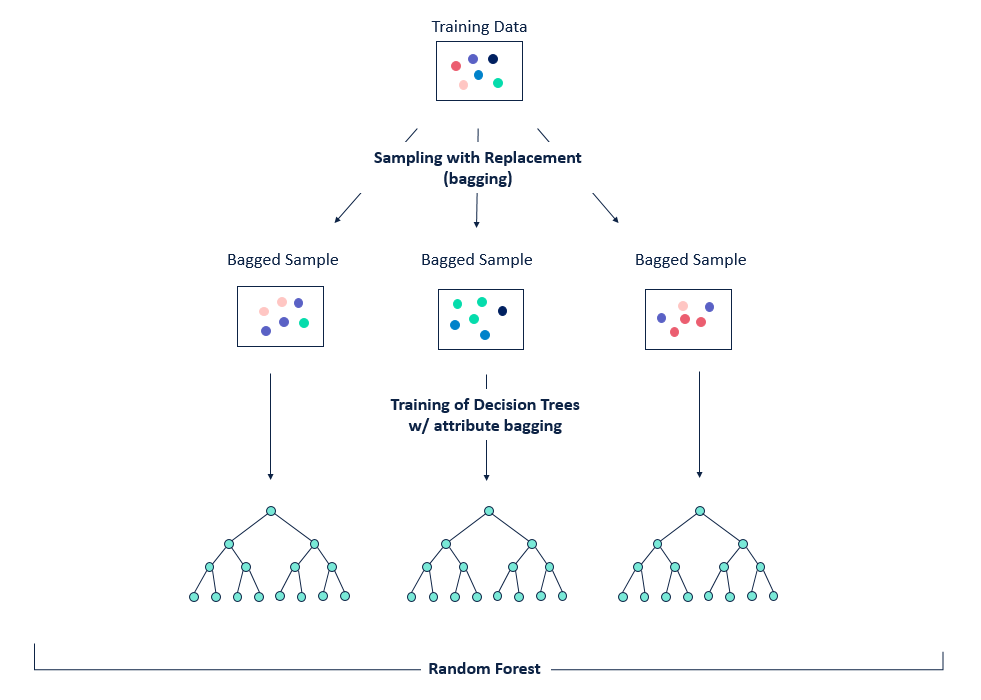 Training Data
Sampling with Replacement
(bagging)
Bagged Sample
Bagged Sample
Bagged Sample
Training of Decision Trees
w/ attribute bagging
Random Forest